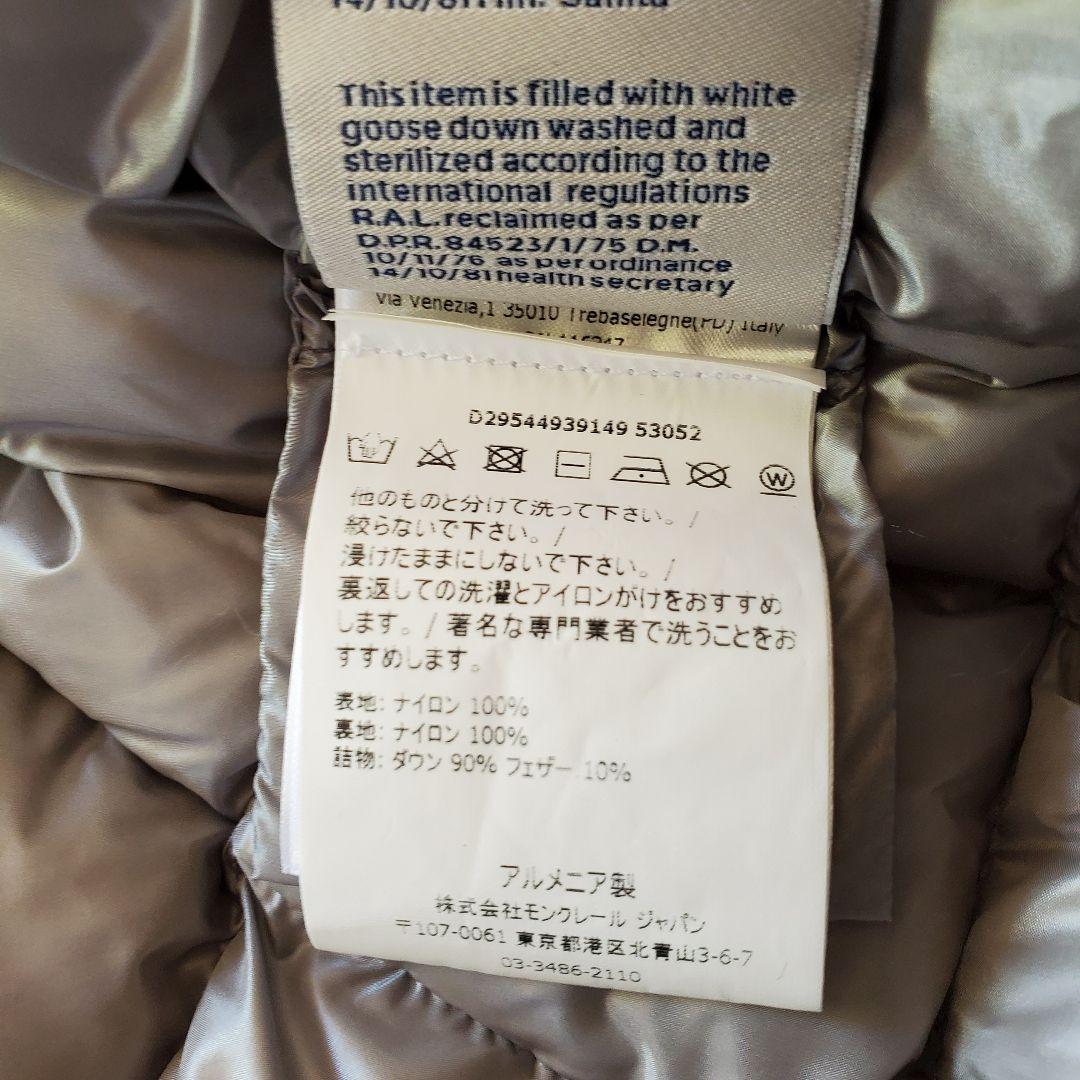 14/10/81
This item is filled with white
goose down washed and
sterilized according to the
international regulations
R.A.L. reclaimed as per
D.P.R. 84523/1/75 D.M.
10/11/76 as per ordinance
14/10/81 health secretary
Via Venezia,1 35010 Trebaselegne(PD) Italy
D29544939149 53052
W
他のものと分けて洗って下さい。/
絞らないで下さい。/
浸けたままにしないで下さい。/
裏返しての洗濯とアイロンがけをおすすめ
します。/ 著名な専門業者で洗うことをお
すすめします。
表地: ナイロン 100%
裏地: ナイロン 100%
詰物: ダウン 90% フェザー 10%
アルメニア製
株式会社モンクレール ジャパン
〒107-0061 東京都港区北青山3-6-7
03-3486-2110